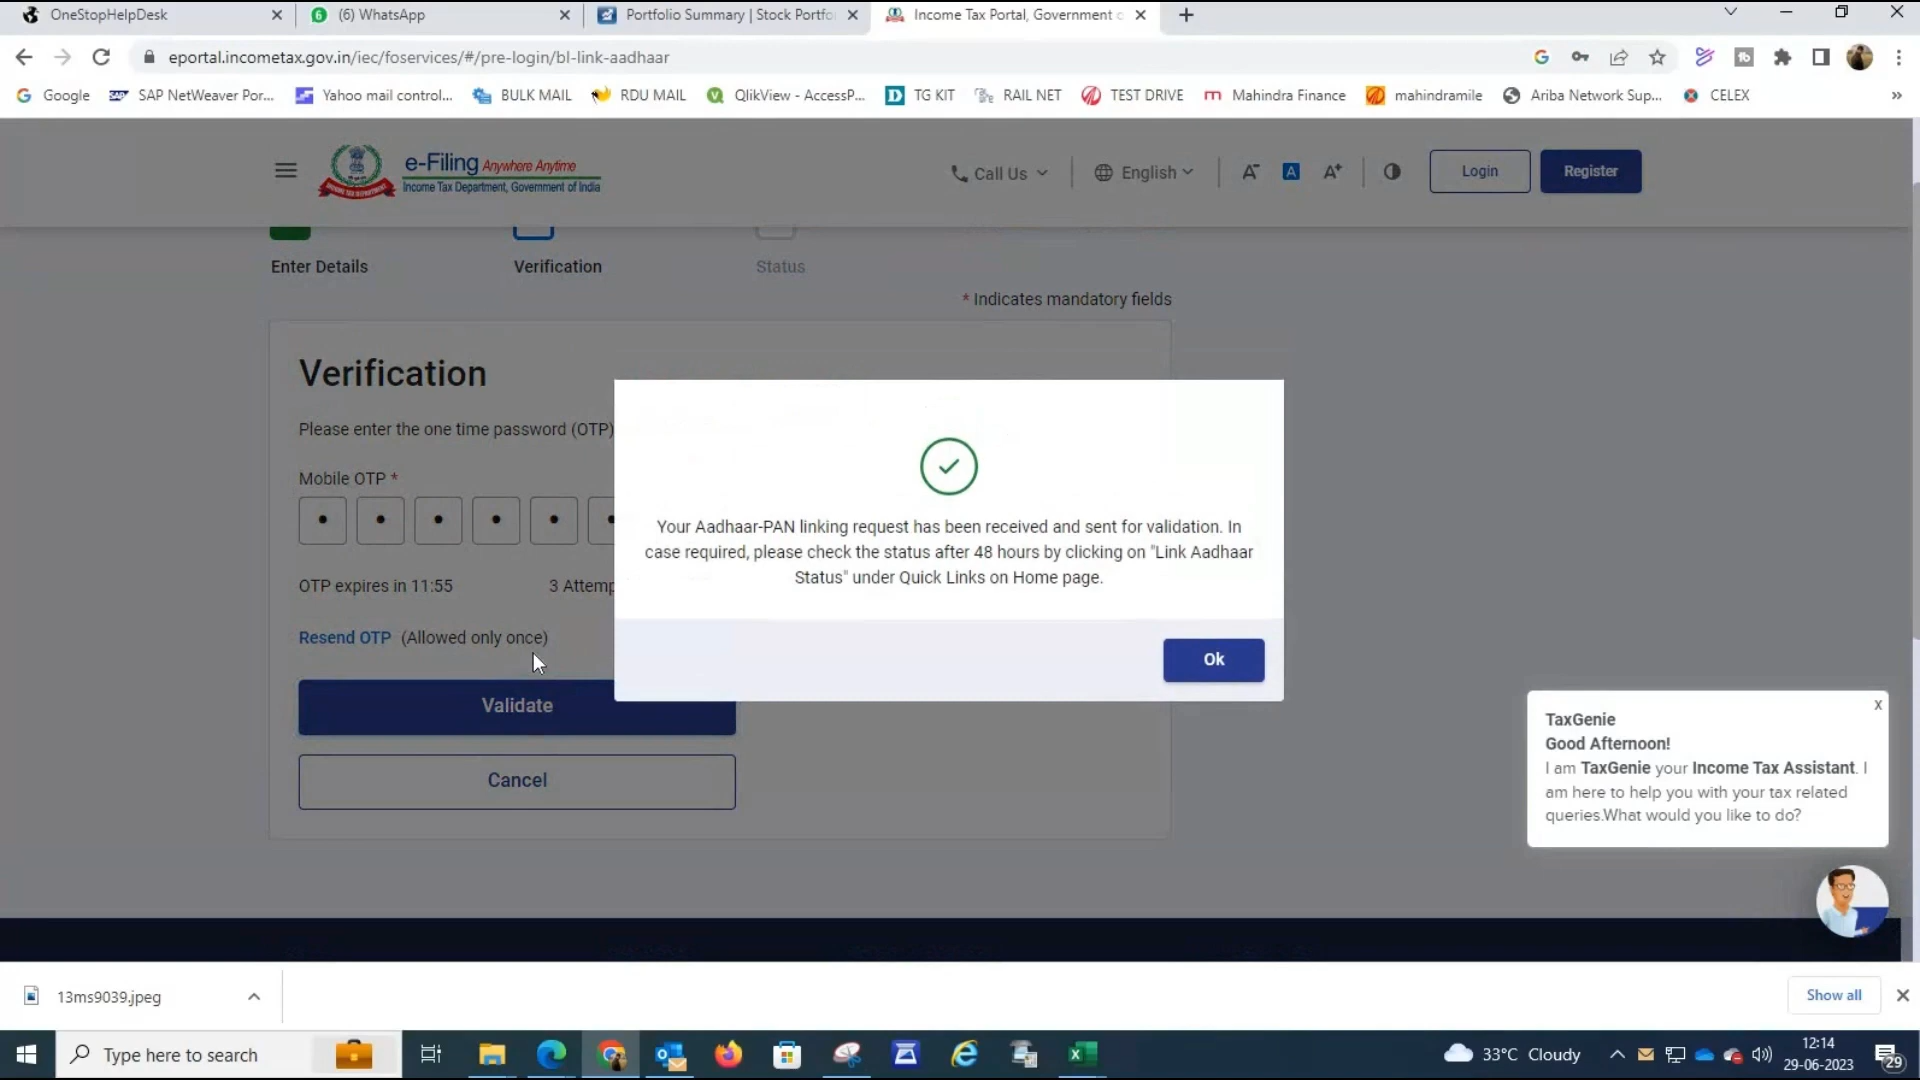 OneStopHelpDesk
(6) WhatsApp
Portfolio Summary | Stock Portfo
Income Tax Portal, Government o
eportal.incometax.gov.in/iec/foservices/#/pre-login/bl-link-aadhaar
Google
SAP NetWeaver Por...
Yahoo mail control...
BULK MAIL
RDU MAIL
QlikView - AccessP...
TG KIT
RAIL NET
TEST DRIVE
Mahindra Finance
mahindramile
Ariba Network Sup...
CELEX
»
e-Filing Anywhere Anytime
Income Tax Department, Government of India
Call Us
English
A-
A
A+
Login
Register
Enter Details
Verification
Status
* Indicates mandatory fields
Verification
Please enter the one time password (OTP)
Mobile OTP *
OTP expires in 11:55
3 Attemp
Resend OTP (Allowed only once)
Validate
Cancel
Your Aadhaar-PAN linking request has been received and sent for validation. In
case required, please check the status after 48 hours by clicking on "Link Aadhaar
Status" under Quick Links on Home page.
Ok
X
TaxGenie
Good Afternoon!
I am TaxGenie your Income Tax Assistant. I
am here to help you with your tax related
queries.What would you like to do?
13ms9039.jpeg
Show all
Type here to search
33°C Cloudy
12:14
29-06-2023
29